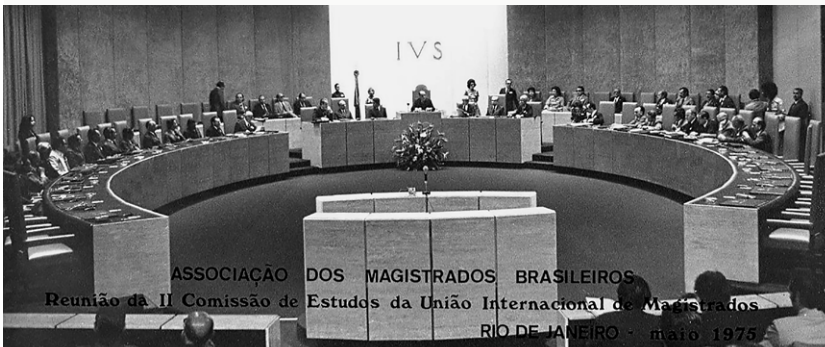 IVS
ASSOCIAÇÃO DOS MAGISTRADOS BRASILEIROS
Reunião da II Comissão de Estudos da União Internacional de Magistrados
RIO DE JANEIRO - maio 1975